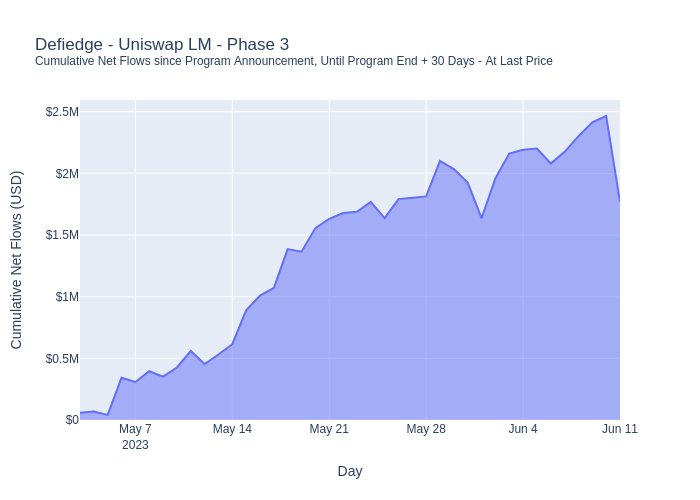 Defiedge - Uniswap LM - Phase 3
Cumulative Net Flows since Program Announcement, Until Program End + 30 Days - At Last Price
Cumulative Net Flows (USD)
$2.5M
$2M
$1.5M
$1M
$0.5M
$0
May 7
2023
May 14
May 21
May 28
Jun 4
Jun 11
Day